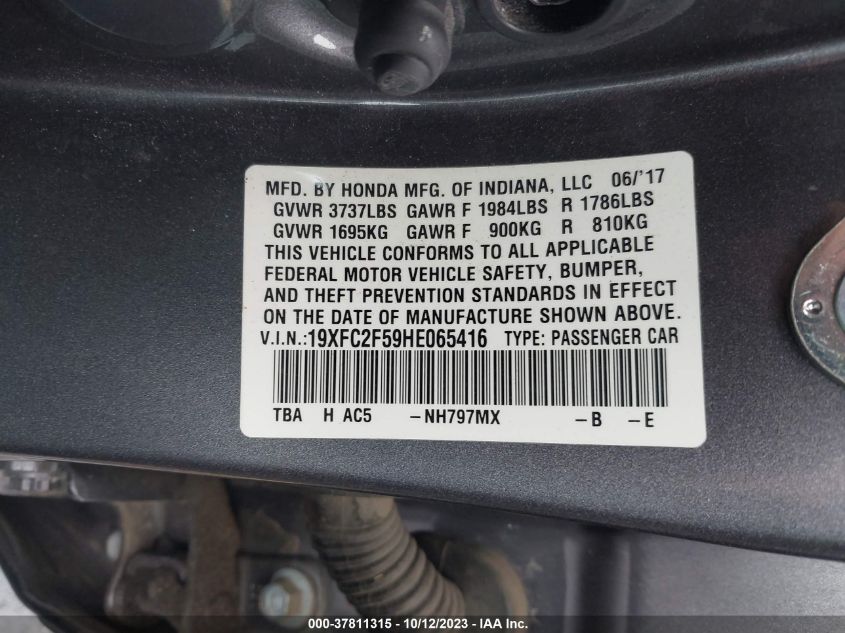 MFD. BY HONDA MFG. OF INDIANA, LLC 06/'17
GVWR 3737LBS GAWR F 1984LBS R 1786LBS
GVWR 1695KG GAWR F 900KG R 810KG
THIS VEHICLE CONFORMS TO ALL APPLICABLE
FEDERAL MOTOR VEHICLE SAFETY, BUMPER,
AND THEFT PREVENTION STANDARDS IN EFFECT
ON THE DATE OF MANUFACTURE SHOWN ABOVE.
V.I.N.:19XFC2F59HE065416 TYPE: PASSENGER CAR
TBA H AC5 -NH797MX -B -E
000-37811315 - 10/12/2023 - IAA Inc.